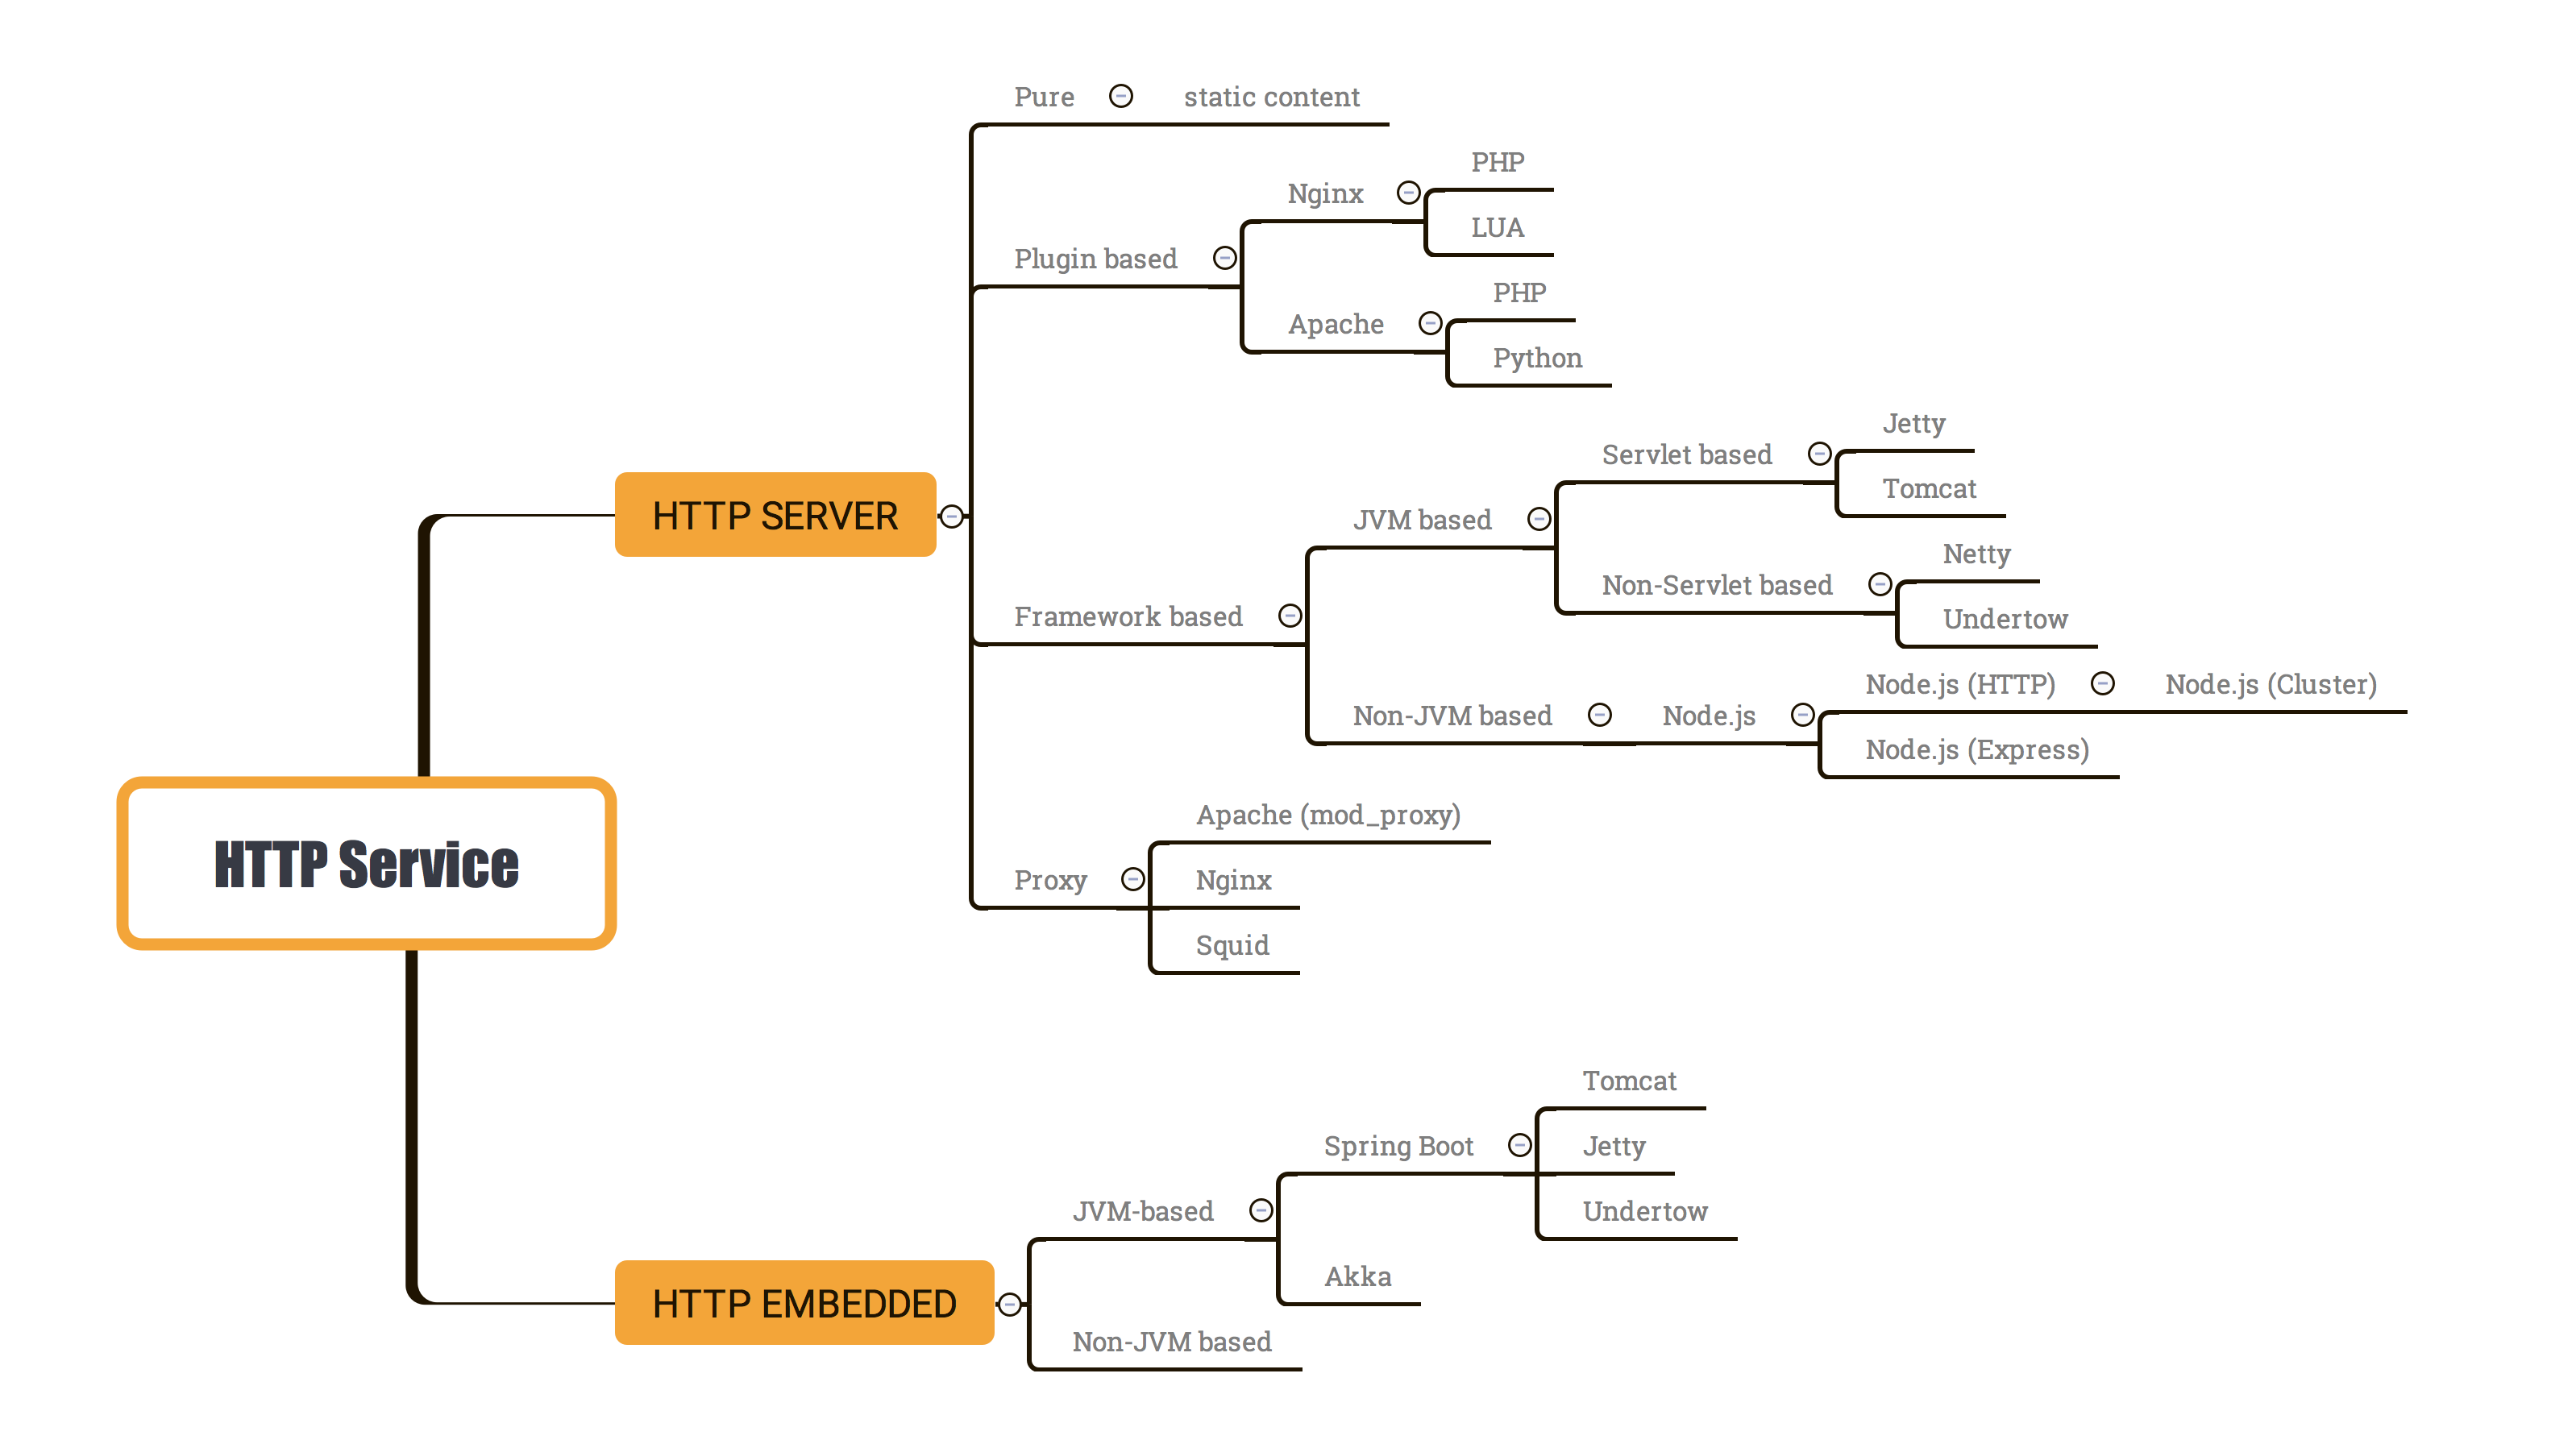 Pure
static content
PHP
Nginx
LUA
Plugin based
PHP
Apache
Python
Jetty
Servlet based
Tomcat
HTTP SERVER
JVM based
Netty
Non-Servlet based
Undertow
Framework based
Node.js (HTTP)
Node.js (Cluster)
Non-JVM based
Node.js
Node.js (Express)
Apache (mod_proxy)
HTTP Service
Proxy
Nginx
Squid
Tomcat
Spring Boot
Jetty
JVM-based
Undertow
Akka
HTTP EMBEDDED
Non-JVM based